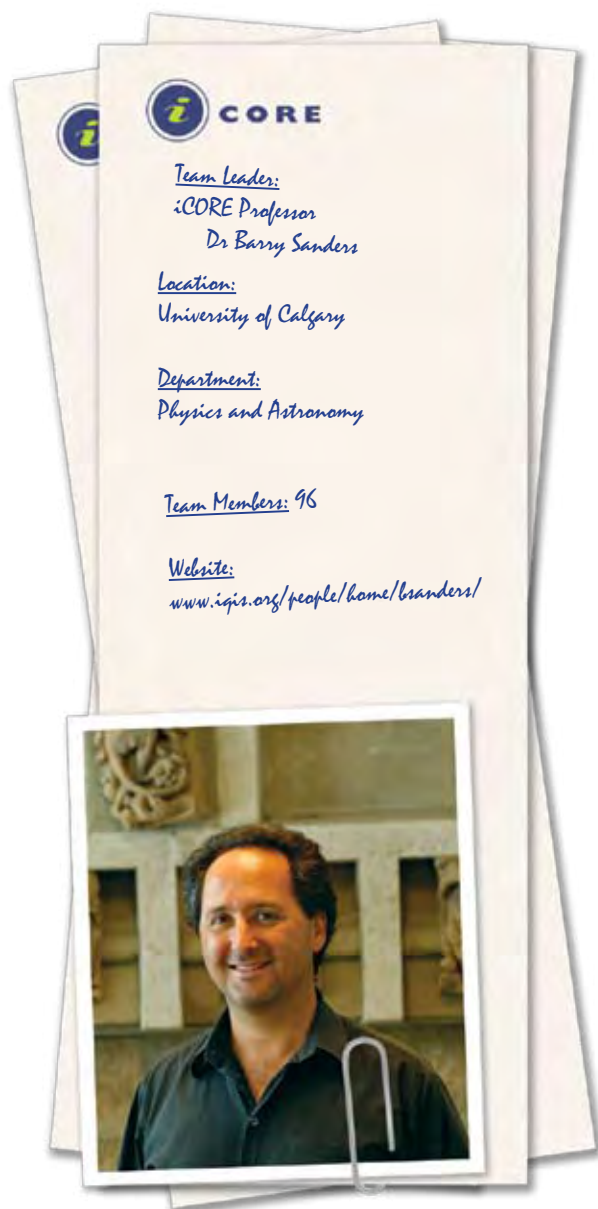 i CORE
i
Team Leader:
iCORE Professor
Dr Barry Sanders
Location:
University of Calgary
Department:
Physics and Astronomy
Team Members: 96
Website:
www.iqis.org/people/home/bsanders/